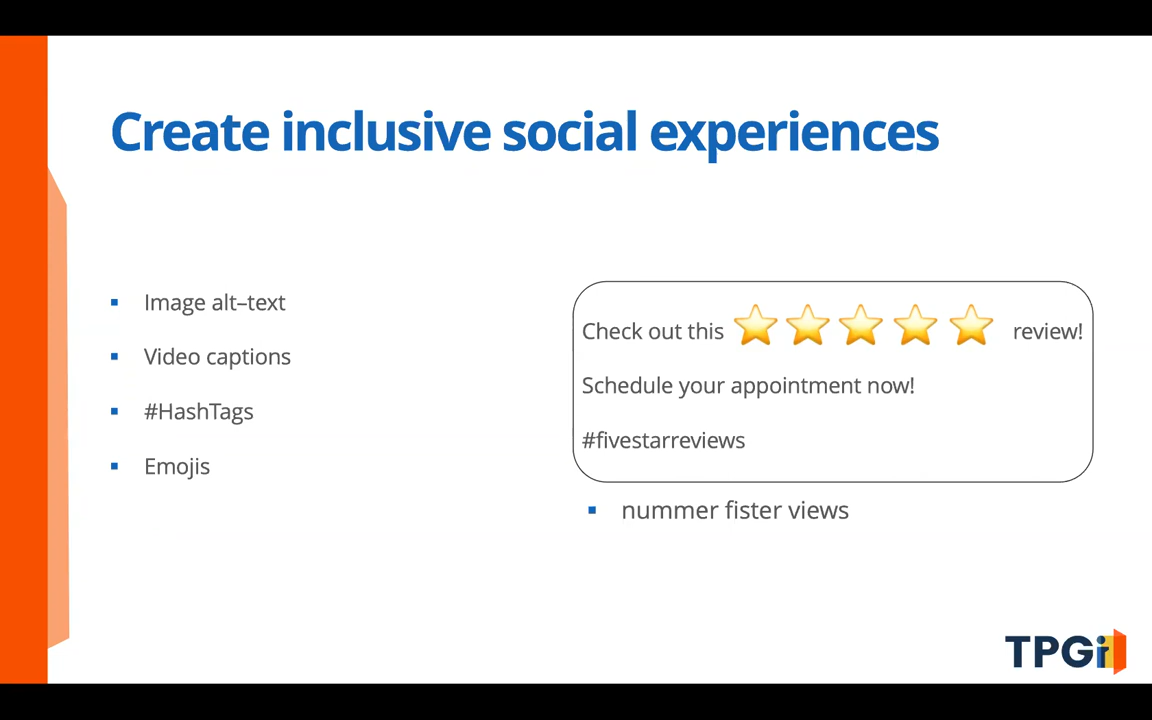 Create inclusive social experiences
▪ Image alt–text
▪ Video captions
▪ #HashTags
▪ Emojis
Check out this ⭐⭐⭐⭐⭐ review!
Schedule your appointment now!
#fivestarreviews
▪ nummer fister views
TPGi